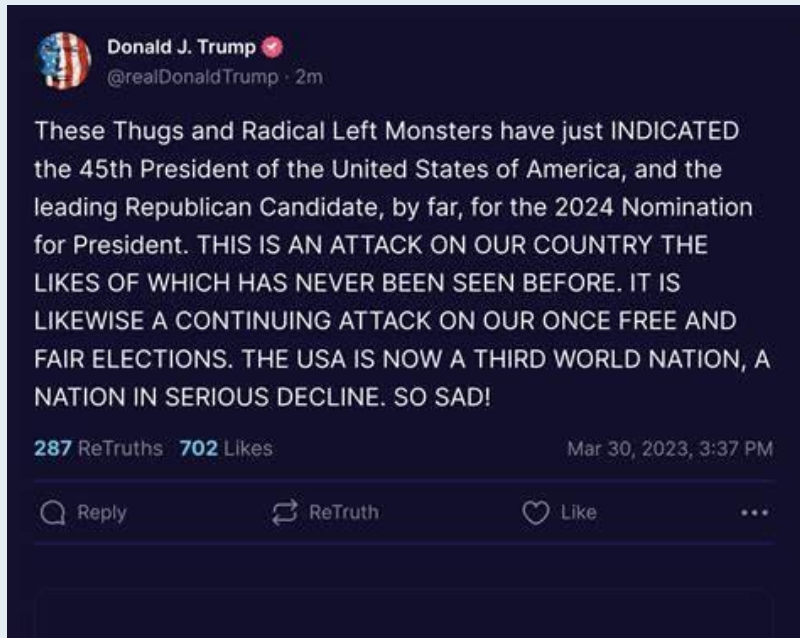 Donald J. Trump
@realDonaldTrump · 2m
These Thugs and Radical Left Monsters have just INDICATED
the 45th President of the United States of America, and the
leading Republican Candidate, by far, for the 2024 Nomination
for President. THIS IS AN ATTACK ON OUR COUNTRY THE
LIKES OF WHICH HAS NEVER BEEN SEEN BEFORE. IT IS
LIKEWISE A CONTINUING ATTACK ON OUR ONCE FREE AND
FAIR ELECTIONS. THE USA IS NOW A THIRD WORLD NATION, A
NATION IN SERIOUS DECLINE. SO SAD!
287 ReTruths 702 Likes Mar 30, 2023, 3:37 PM
Reply ReTruth Like